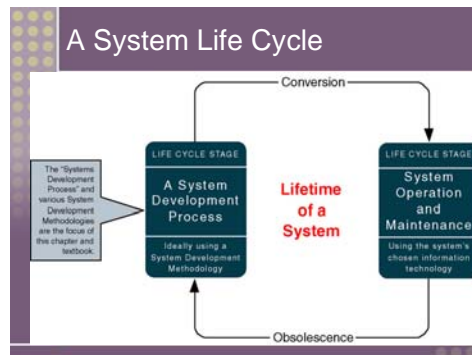 A System Life Cycle
Conversion
The "Systems
Development
Process" and
various System
Development
Methodologies
are the focus of
this chapter and
textbook.
LIFE CYCLE STAGE
A System
Development
Process
Ideally using a
System Development
Methodology
Lifetime
of a
System
LIFE CYCLE STAGE
System
Operation
and
Maintenance
Using the system's
chosen information
technology
Obsolescence